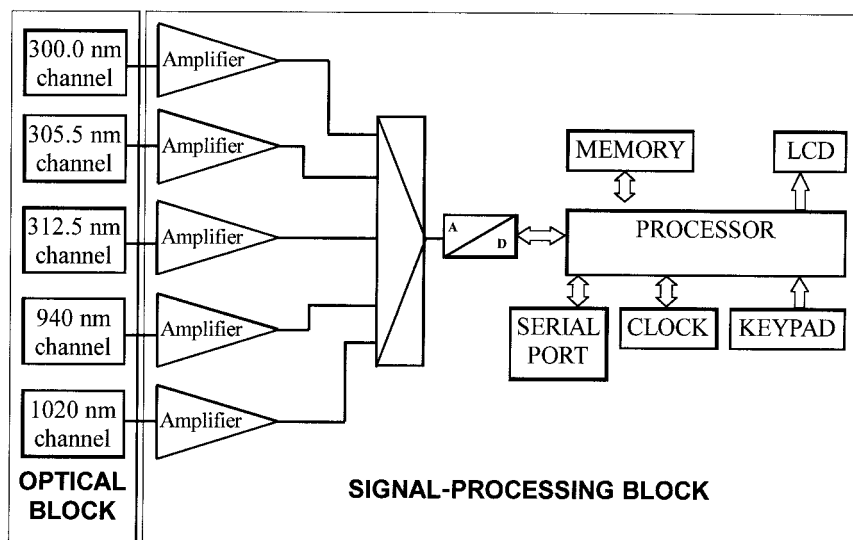 300.0 nm
channel
Amplifier
305.5 nm
channel
Amplifier
312.5 nm
channel
Amplifier
940 nm
channel
Amplifier
1020 nm
channel
Amplifier
A
D
MEMORY
LCD
PROCESSOR
SERIAL
PORT
CLOCK
KEYPAD
OPTICAL
BLOCK
SIGNAL-PROCESSING BLOCK